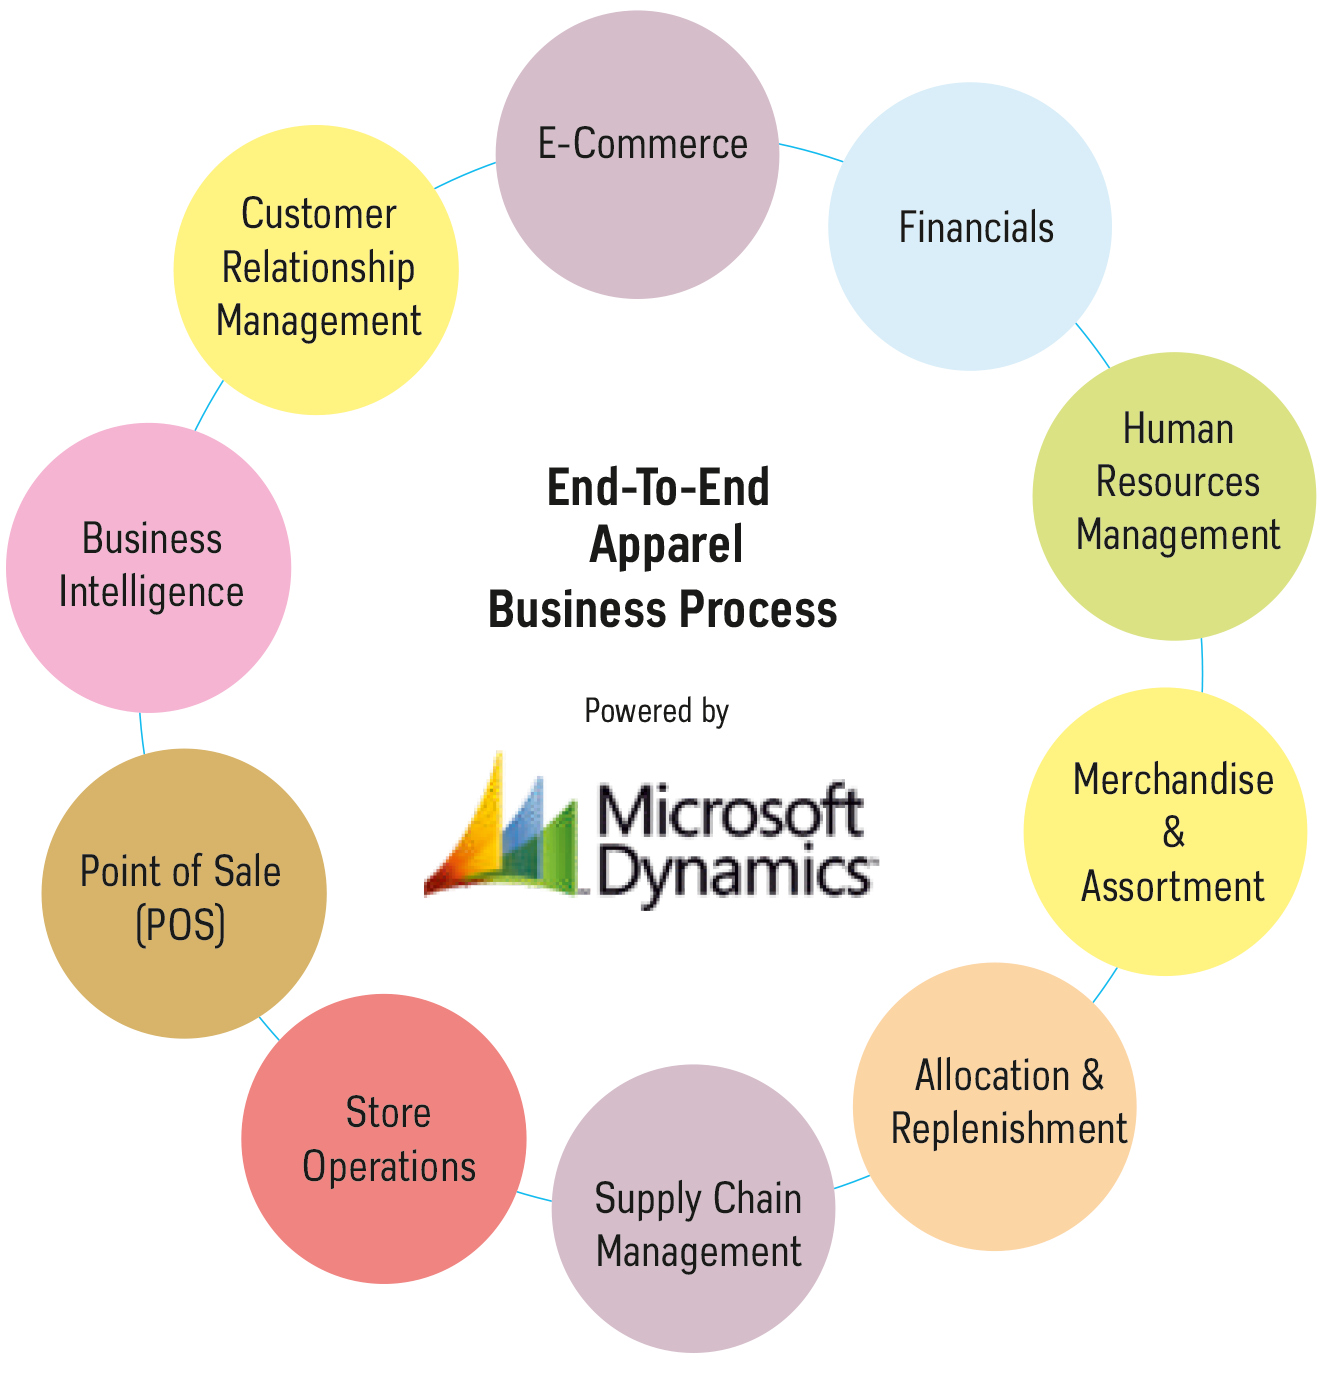 E-Commerce
Financials
Human
Resources
Management
Merchandise
&
Assortment
Allocation &
Replenishment
Supply Chain
Management
Store
Operations
Point of Sale
(POS)
Business
Intelligence
Customer
Relationship
Management
End-To-End
Apparel
Business Process
Powered by
Microsoft
Dynamics™